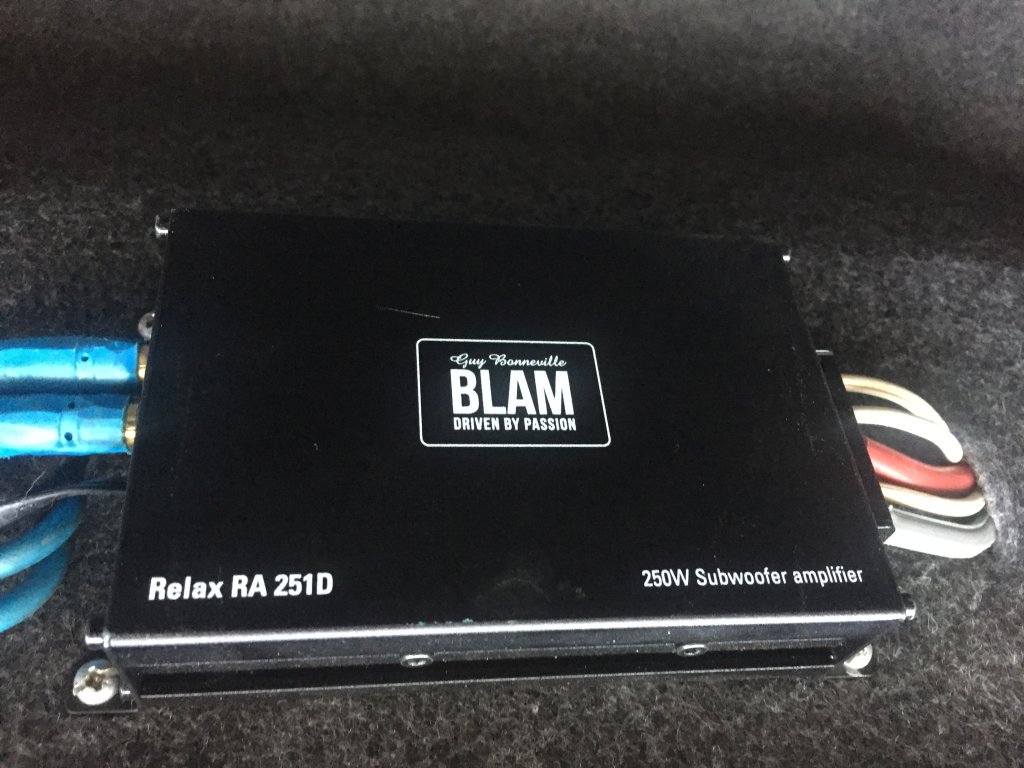 Guy Bonneville
BLAM
DRIVEN BY PASSION
Relax RA 251D
250W Subwoofer amplifier